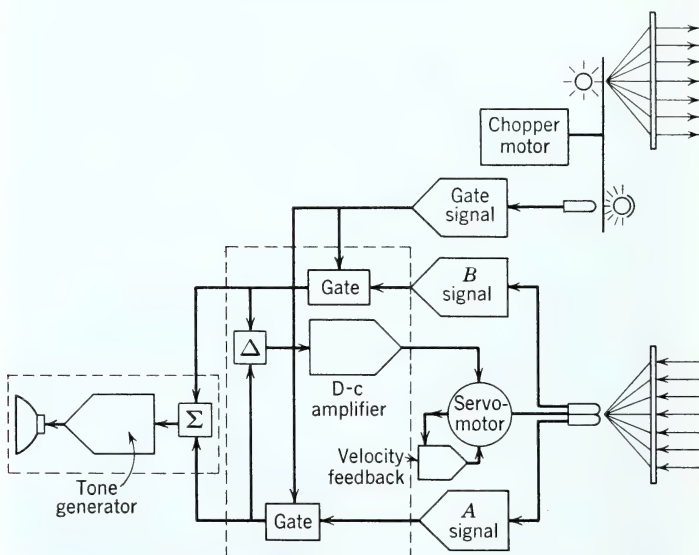 Chopper
motor
Gate
signal
Gate
B
signal
Δ
D-c
amplifier
Servo-
motor
Σ
Velocity
feedback
Tone
generator
Gate
A
signal